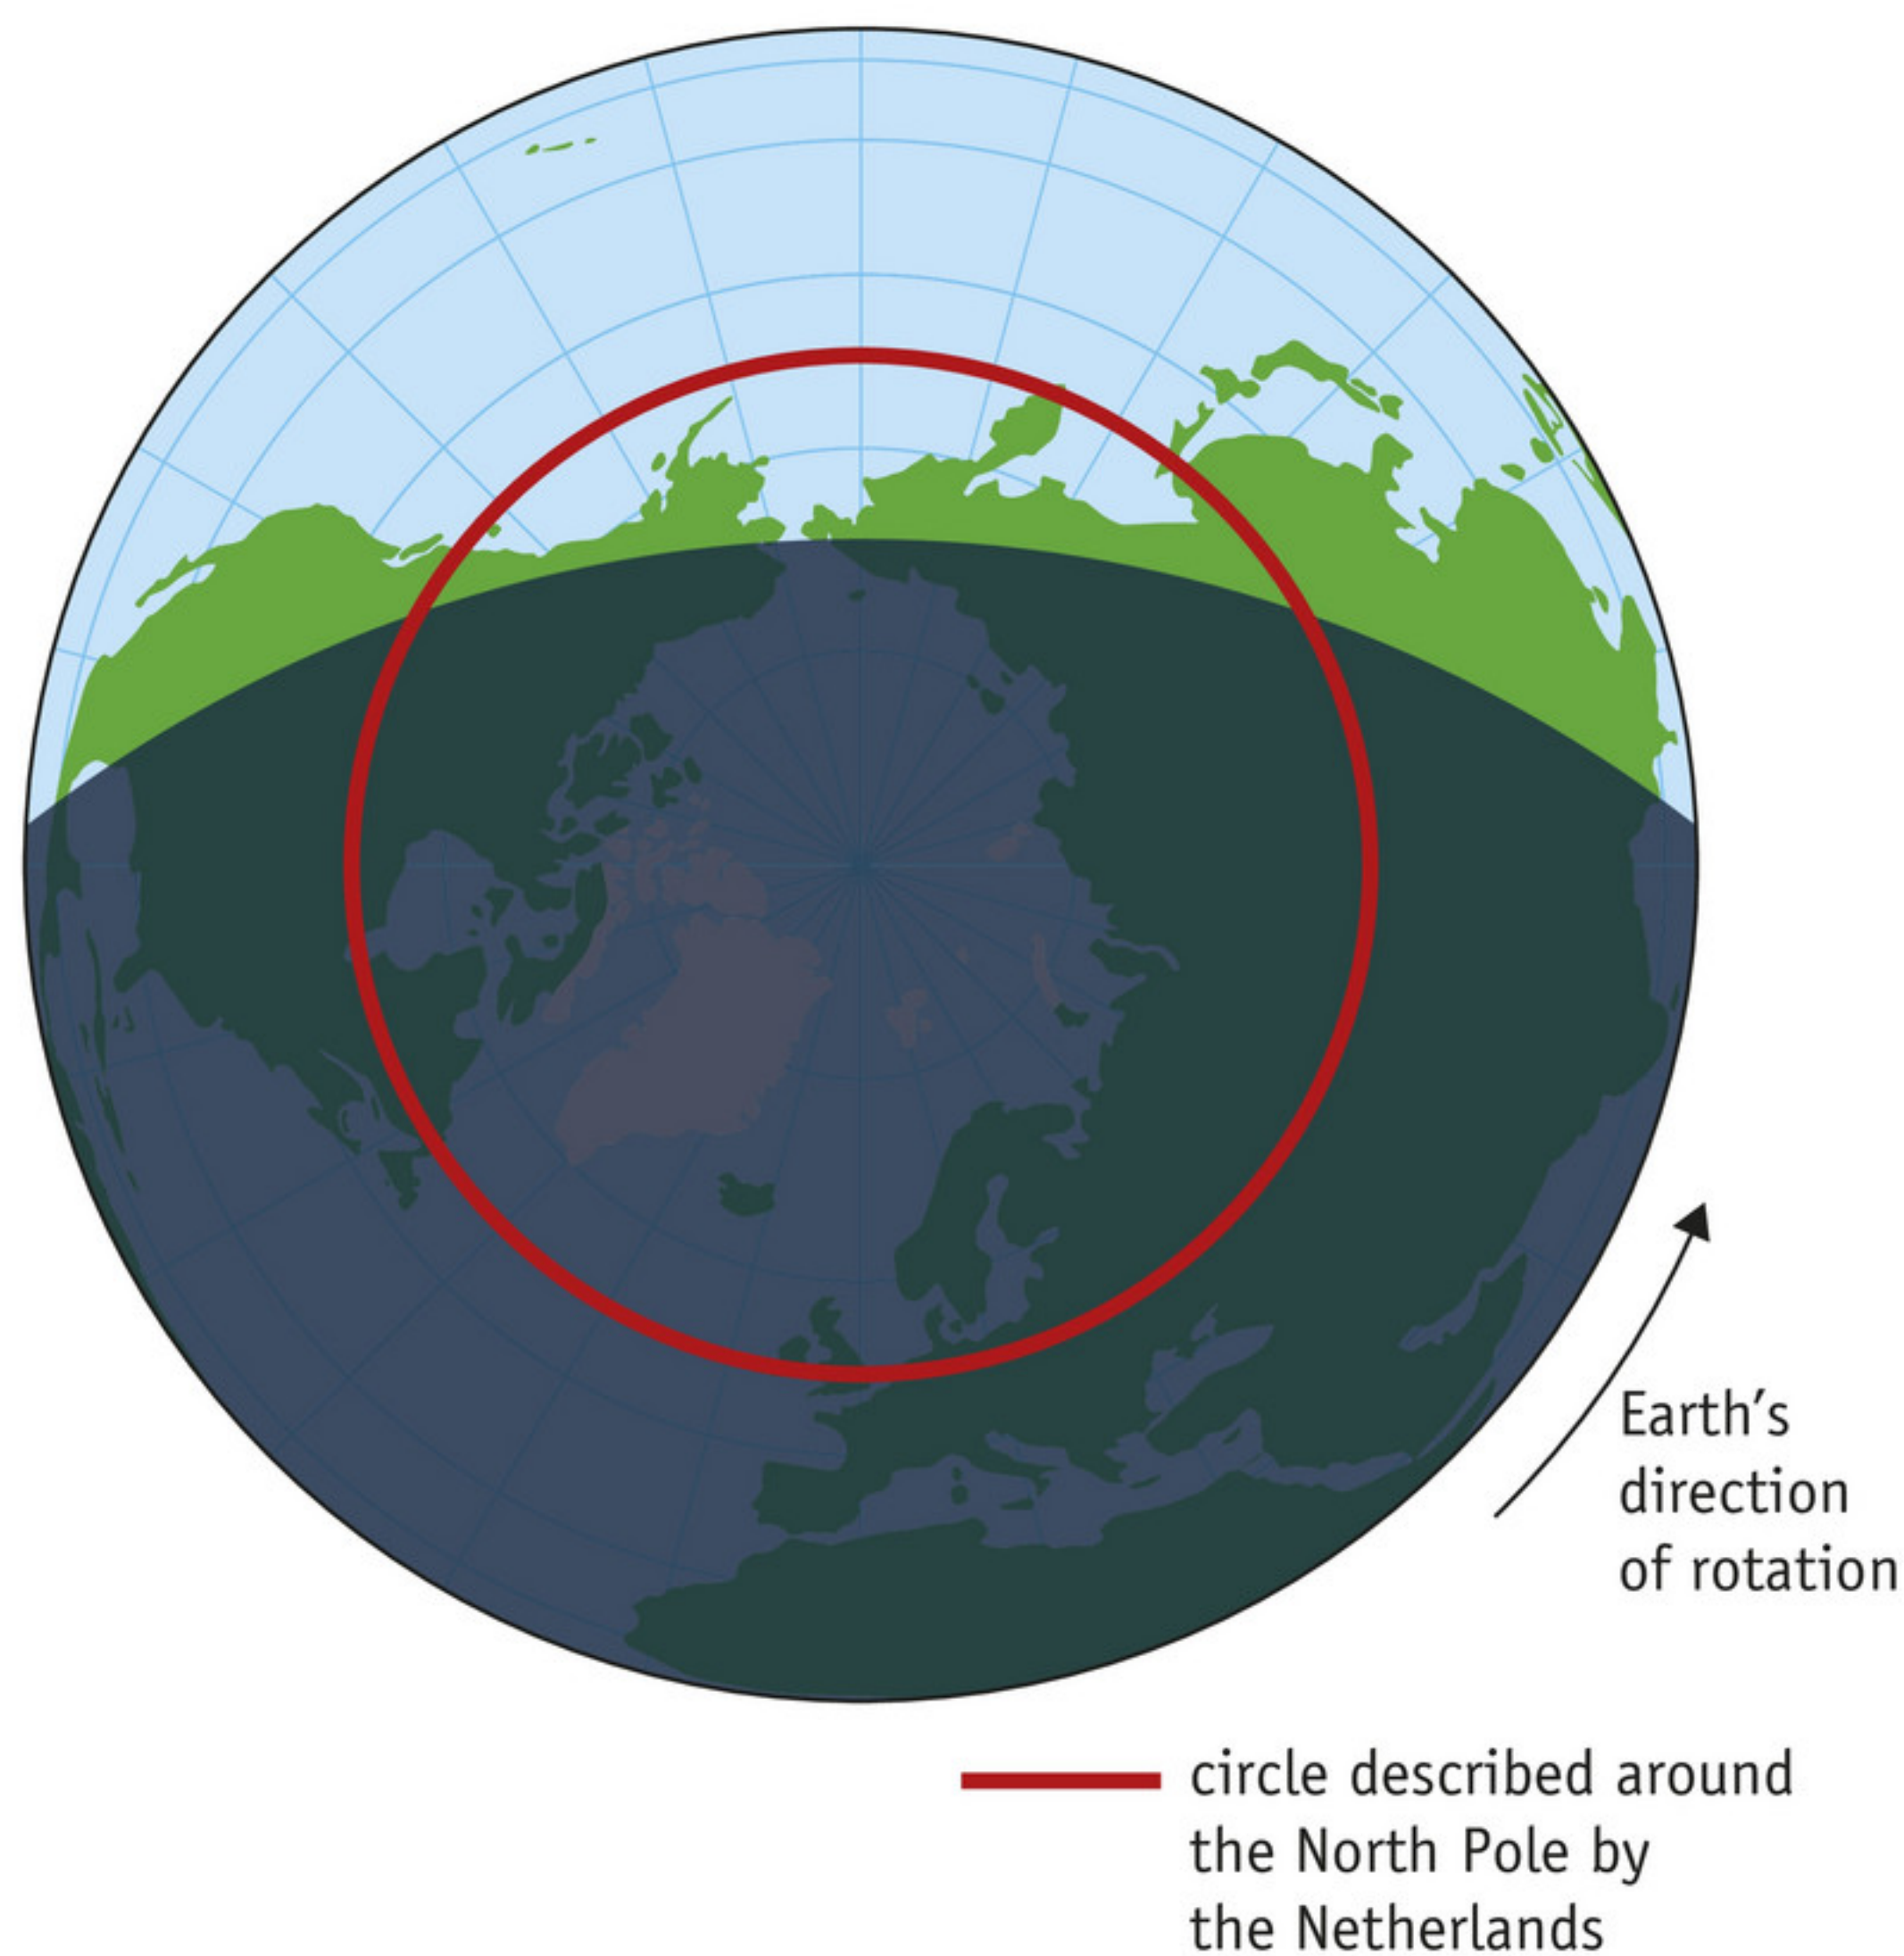 Earth's
direction
of rotation
circle described around
the North Pole by
the Netherlands